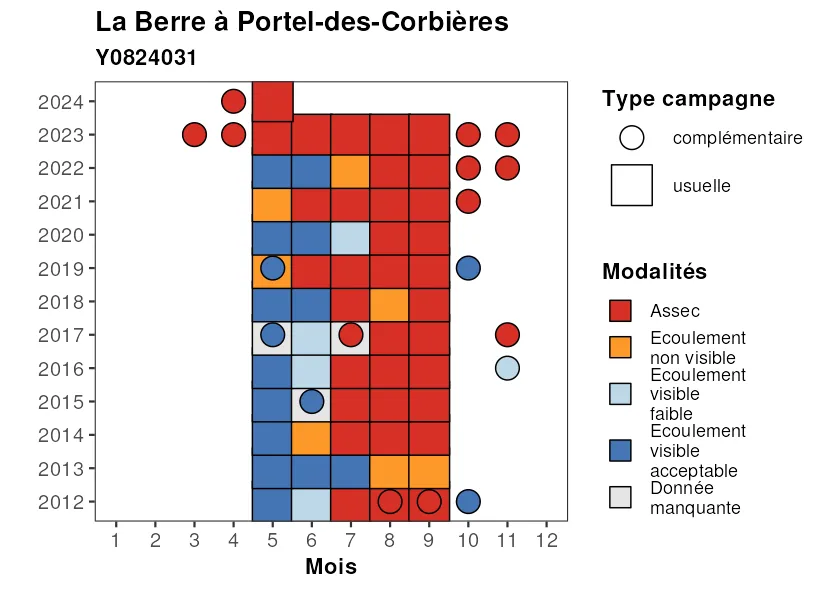 La Berre à Portel-des-Corbières
Y0824031
2024
2023
2022
2021
2020
2019
2018
2017
2016
2015
2014
2013
2012
1 2 3 4 5 6 7 8 9 10 11 12
Mois
Type campagne
complémentaire
usuelle
Modalités
Assec
Ecoulement
non visible
Ecoulement
visible
faible
Ecoulement
visible
acceptable
Donnée
manquante